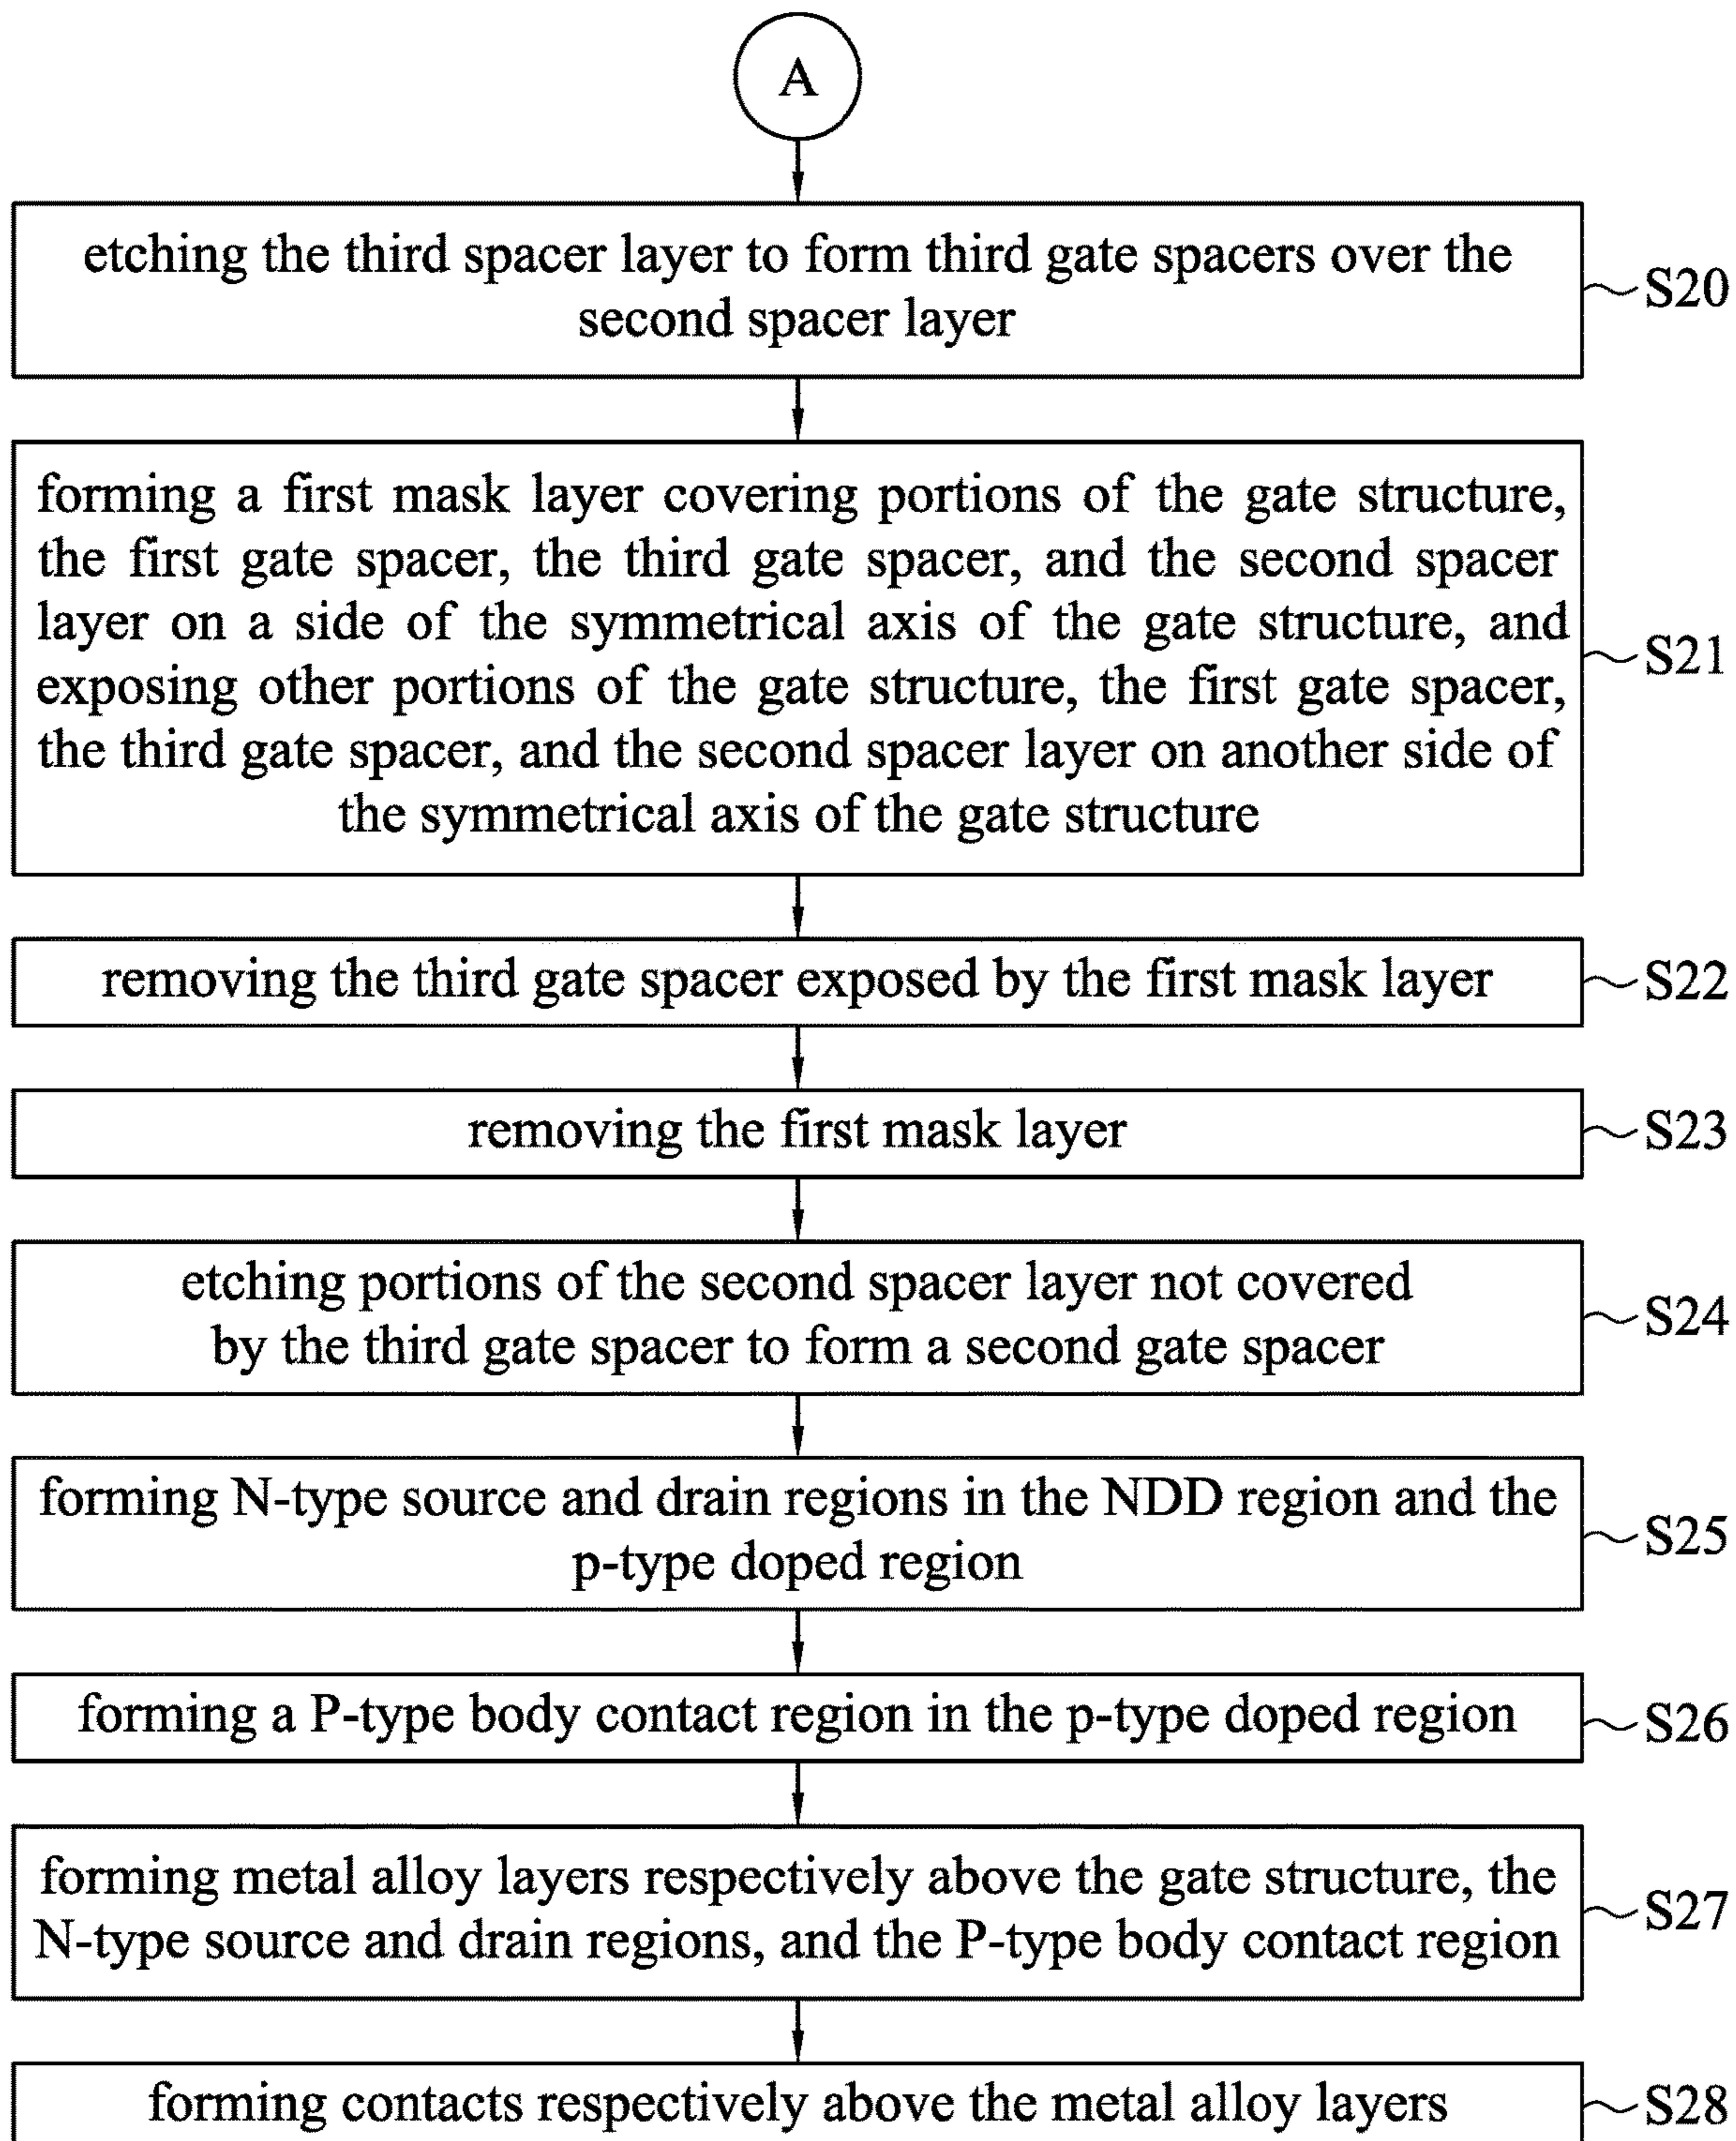 A
etching the third spacer layer to form third gate spacers over the
second spacer layer
S20
forming a first mask layer covering portions of the gate structure,
the first gate spacer, the third gate spacer, and the second spacer
layer on a side of the symmetrical axis of the gate structure, and
exposing other portions of the gate structure, the first gate spacer,
the third gate spacer, and the second spacer layer on another side of
the symmetrical axis of the gate structure
S21
removing the third gate spacer exposed by the first mask layer
S22
removing the first mask layer
S23
etching portions of the second spacer layer not covered
by the third gate spacer to form a second gate spacer
S24
forming N-type source and drain regions in the NDD region and the
p-type doped region
S25
forming a P-type body contact region in the p-type doped region
S26
forming metal alloy layers respectively above the gate structure, the
N-type source and drain regions, and the P-type body contact region
S27
forming contacts respectively above the metal alloy layers
S28